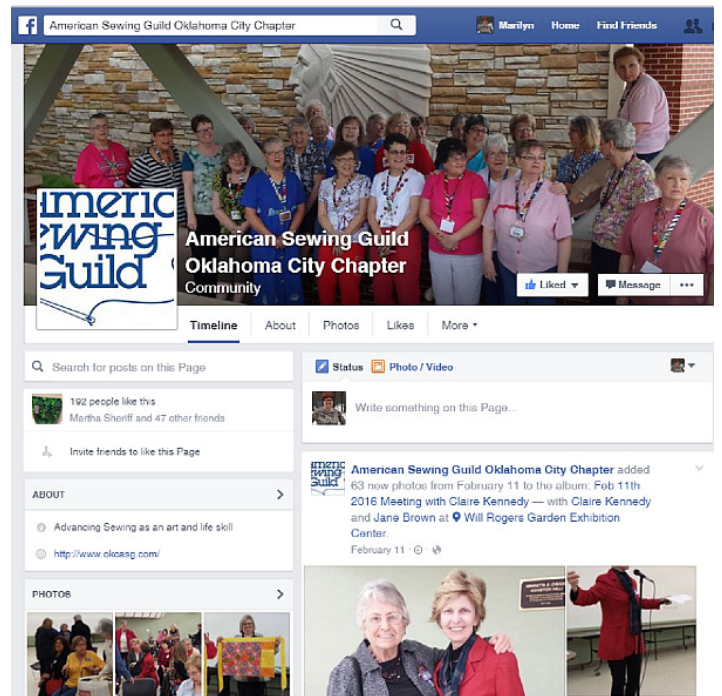 American Sewing Guild Oklahoma City Chapter
Marilyn Home Find Friends
Americ
Sewing
Guild
American Sewing Guild
Oklahoma City Chapter
Community
Liked
Message
Timeline About Photos Likes More
Search for posts on this Page
192 people like this
Martha Sheriff and 47 other friends
Invite friends to like this Page
ABOUT
Advancing Sewing as an art and life skill
http://www.okcasg.com/
PHOTOS
Status Photo / Video
Write something on this Page...
American Sewing Guild Oklahoma City Chapter added
63 new photos from February 11 to the album: Feb 11th
2016 Meeting with Claire Kennedy — with Claire Kennedy
and Jane Brown at Will Rogers Garden Exhibition
Center.
February 11